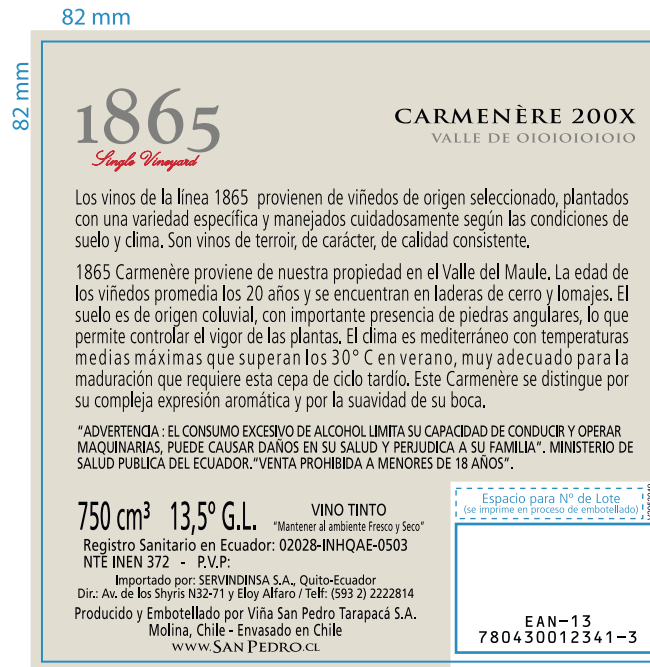 82 mm
82 mm
1865
Single Vineyard
CARMENÈRE 200X
VALLE DE OIOIOIOIOIO
Los vinos de la línea 1865 provienen de viñedos de origen seleccionado, plantados
con una variedad específica y manejados cuidadosamente según las condiciones de
suelo y clima. Son vinos de terroir, de carácter, de calidad consistente.
1865 Carmenère proviene de nuestra propiedad en el Valle del Maule. La edad de
los viñedos promedia los 20 años y se encuentran en laderas de cerro y lomajes. El
suelo es de origen coluvial, con importante presencia de piedras angulares, lo que
permite controlar el vigor de las plantas. El clima es mediterráneo con temperaturas
medias máximas que superan los 30° C en verano, muy adecuado para la
maduración que requiere esta cepa de ciclo tardío. Este Carmenère se distingue por
su compleja expresión aromática y por la suavidad de su boca.
"ADVERTENCIA : EL CONSUMO EXCESIVO DE ALCOHOL LIMITA SU CAPACIDAD DE CONDUCIR Y OPERAR
MAQUINARIAS, PUEDE CAUSAR DAÑOS EN SU SALUD Y PERJUDICA A SU FAMILIA". MINISTERIO DE
SALUD PUBLICA DEL ECUADOR."VENTA PROHIBIDA A MENORES DE 18 AÑOS".
750 cm³ 13,5° G.L.
VINO TINTO
"Mantener al ambiente Fresco y Seco"
Registro Sanitario en Ecuador: 02028-INHQAE-0503
NTE INEN 372 - P.V.P:
Importado por: SERVINDINSA S.A., Quito-Ecuador
Dir.: Av. de los Shyris N32-71 y Eloy Alfaro / Telf: (593 2) 2222814
Producido y Embotellado por Viña San Pedro Tarapacá S.A.
Molina, Chile - Envasado en Chile
WWW.SAN PEDRO.CL
Espacio para Nº de Lote
(se imprime en proceso de embotellado)
EAN-13
780430012341-3